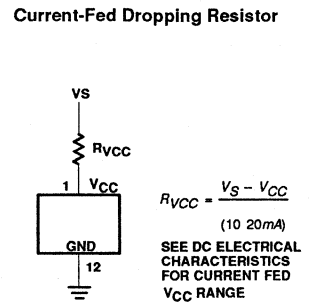 Current-Fed Dropping Resistor
VS
RVCC
1 VCC
GND
12
RVCC = VS – VCC
(10 20mA)
SEE DC ELECTRICAL
CHARACTERISTICS
FOR CURRENT FED
VCC RANGE